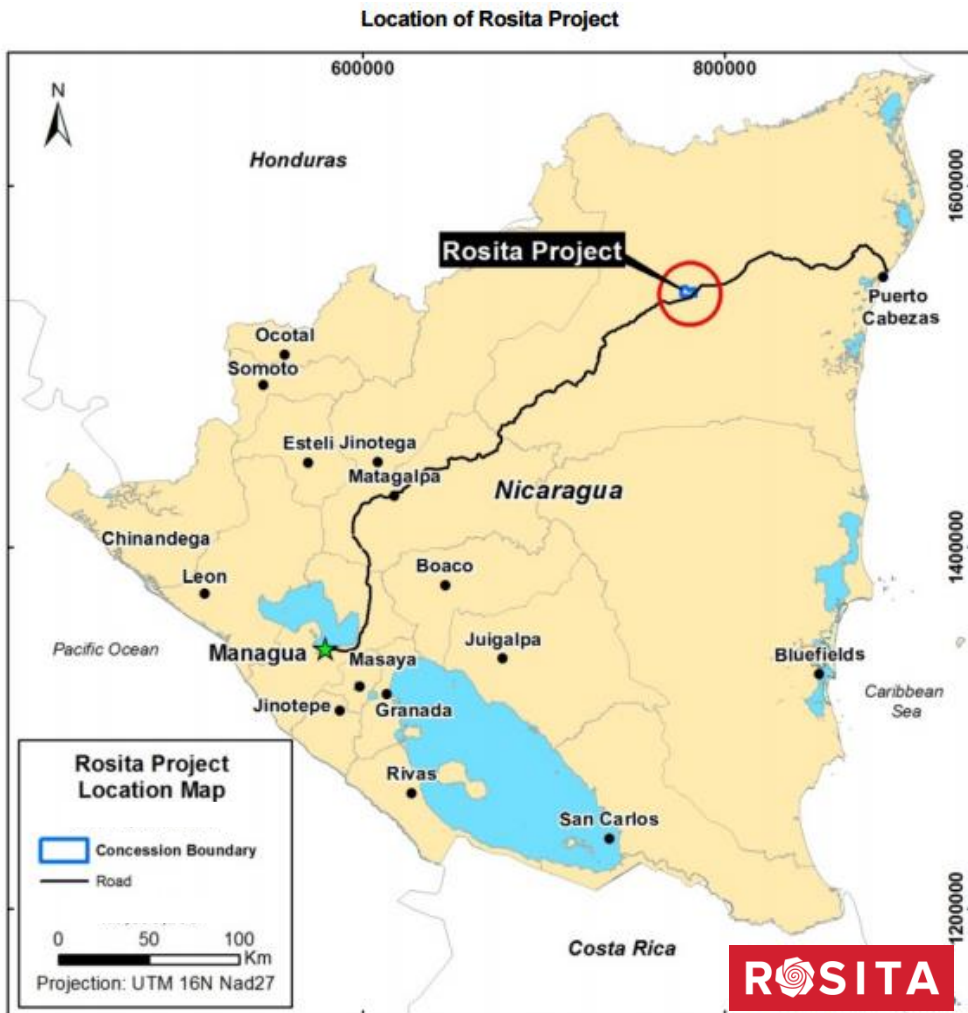 Location of Rosita Project
600000
800000
N
Honduras
1600000
Rosita Project
Puerto
Cabezas
Ocotal
Somoto
Esteli
Jinotega
Matagalpa
Nicaragua
Chinandega
1400000
Boaco
Leon
Juigalpa
Pacific Ocean
Managua
Masaya
Bluefields
Caribbean
Sea
Jinotepe
Granada
Rosita Project
Location Map
Rivas
San Carlos
Concession Boundary
Road
1200000
0 50 100
Km
Costa Rica
Projection: UTM 16N Nad27
ROSITA